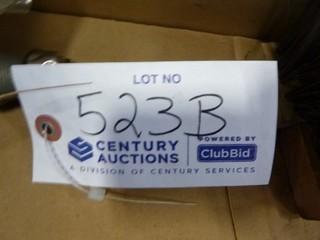 LOT NO
523B
CENTURY AUCTIONS
POWERED BY ClubBid
A DIVISION OF CENTURY SERVICES